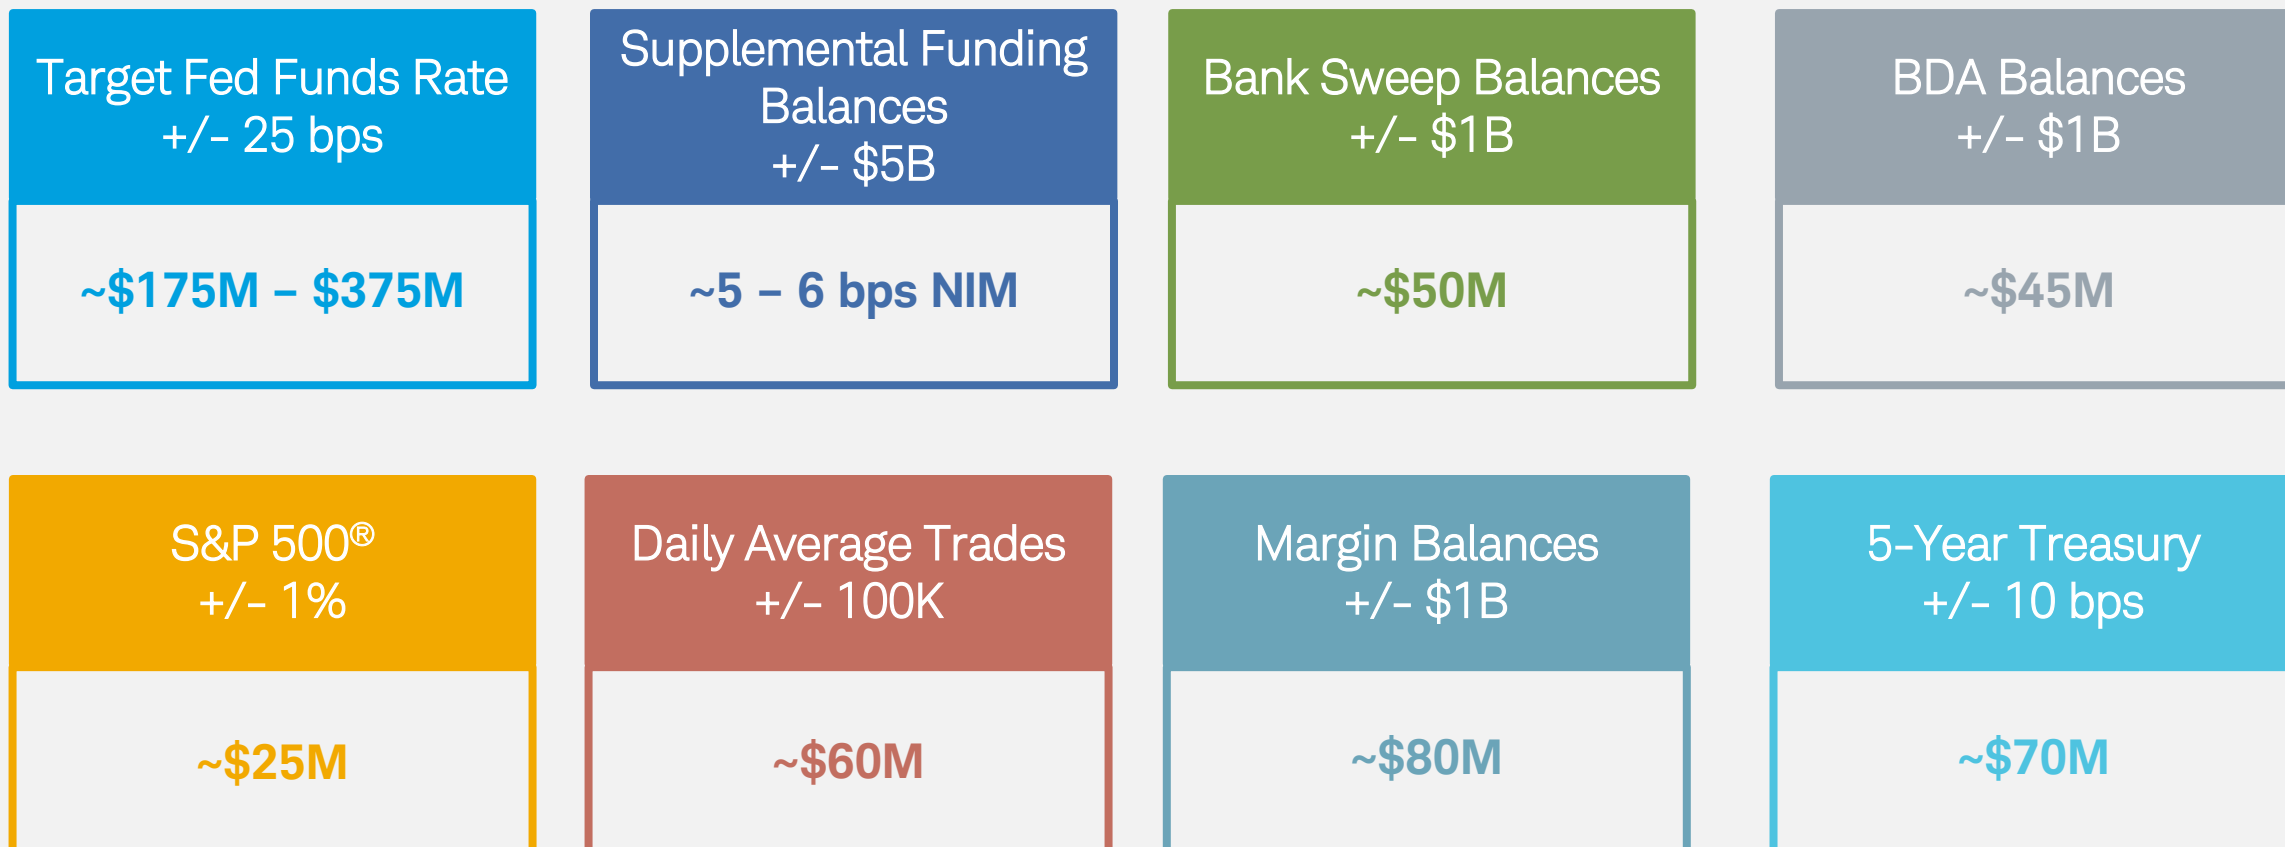 Target Fed Funds Rate
+/- 25 bps
~$175M – $375M
Supplemental Funding
Balances
+/- $5B
~5 – 6 bps NIM
Bank Sweep Balances
+/- $1B
~$50M
BDA Balances
+/- $1B
~$45M
S&P 500®
+/- 1%
~$25M
Daily Average Trades
+/- 100K
~$60M
Margin Balances
+/- $1B
~$80M
5-Year Treasury
+/- 10 bps
~$70M